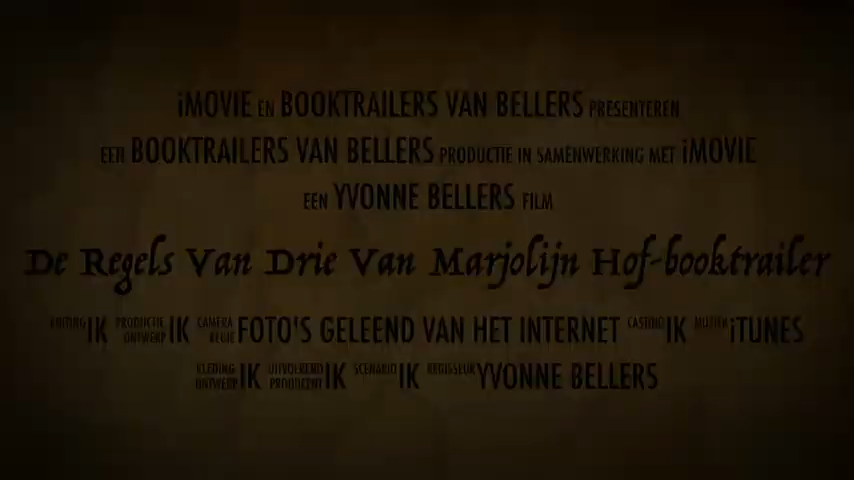 iMOVIE EN BOOKTRAILERS VAN BELLERS PRESENTEREN
EEN BOOKTRAILERS VAN BELLERS PRODUCTIE IN SAMENWERKING MET iMOVIE
EEN YVONNE BELLERS FILM
De Regels Van Drie Van Marjolijn Hof-booktrailer
EDITING IK PRODUCTIE ONTWERP IK CAMERA REGIE FOTO'S GELEEND VAN HET INTERNET CASTING IK MUZIEK iTUNES
KLEDING ONTWERP IK UITVOEREND PRODUCENT IK SCENARIO IK REGISSEUR YVONNE BELLERS